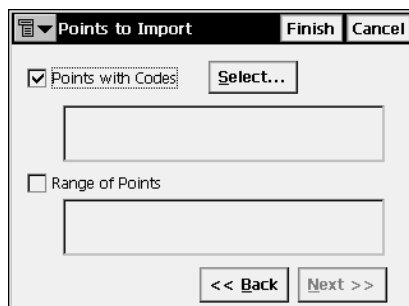 Points to Import Finish Cancel
Points with Codes Select...
Range of Points
<< Back Next >>